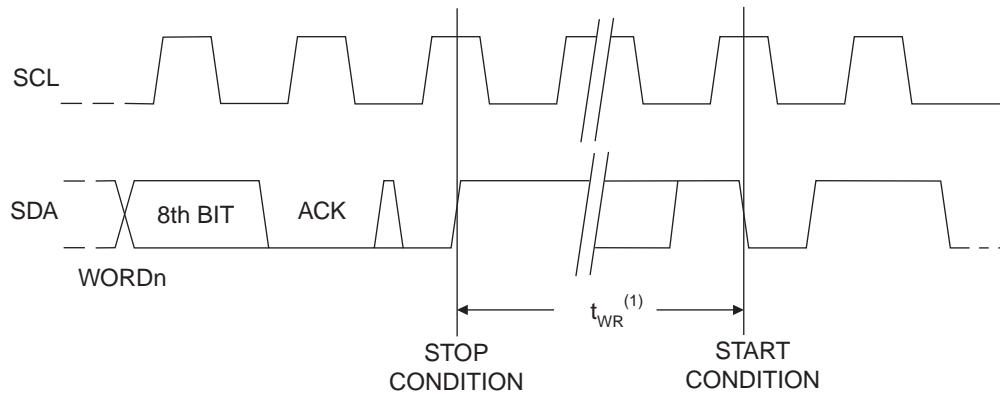 SCL
SDA
8th BIT
ACK
WORDn
tWR(1)
STOP
CONDITION
START
CONDITION